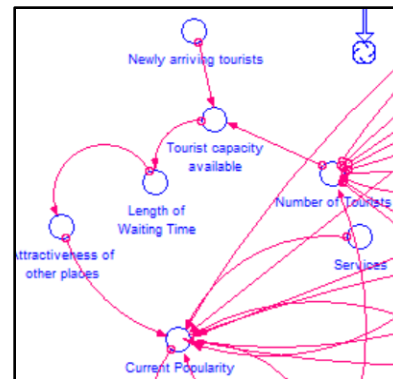 Newly arriving tourists
Tourist capacity
available
Number of Tourists
Length of
Waiting Time
Attractiveness of
other places
Services
Current Popularity